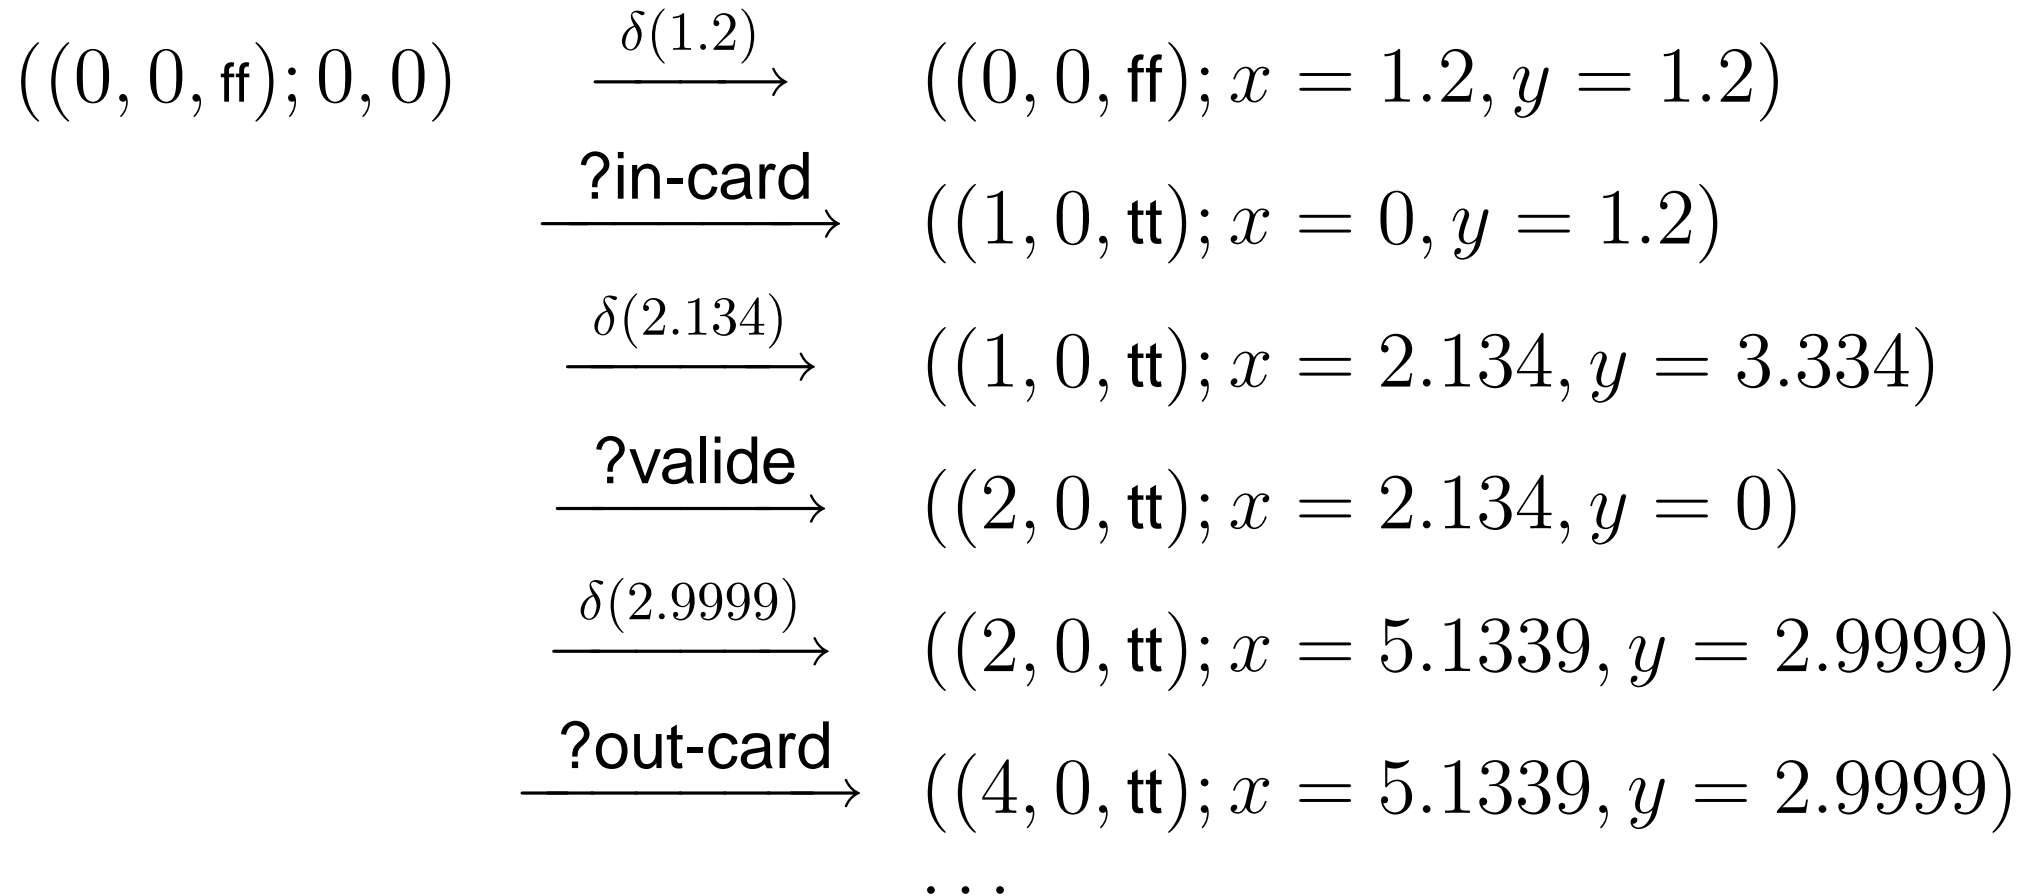 ((0, 0, ff); 0, 0) δ(1.2) ⟶ ((0, 0, ff); x = 1.2, y = 1.2)
?in-card ⟶ ((1, 0, tt); x = 0, y = 1.2)
δ(2.134) ⟶ ((1, 0, tt); x = 2.134, y = 3.334)
?valide ⟶ ((2, 0, tt); x = 2.134, y = 0)
δ(2.9999) ⟶ ((2, 0, tt); x = 5.1339, y = 2.9999)
?out-card ⟶ ((4, 0, tt); x = 5.1339, y = 2.9999)
. . .